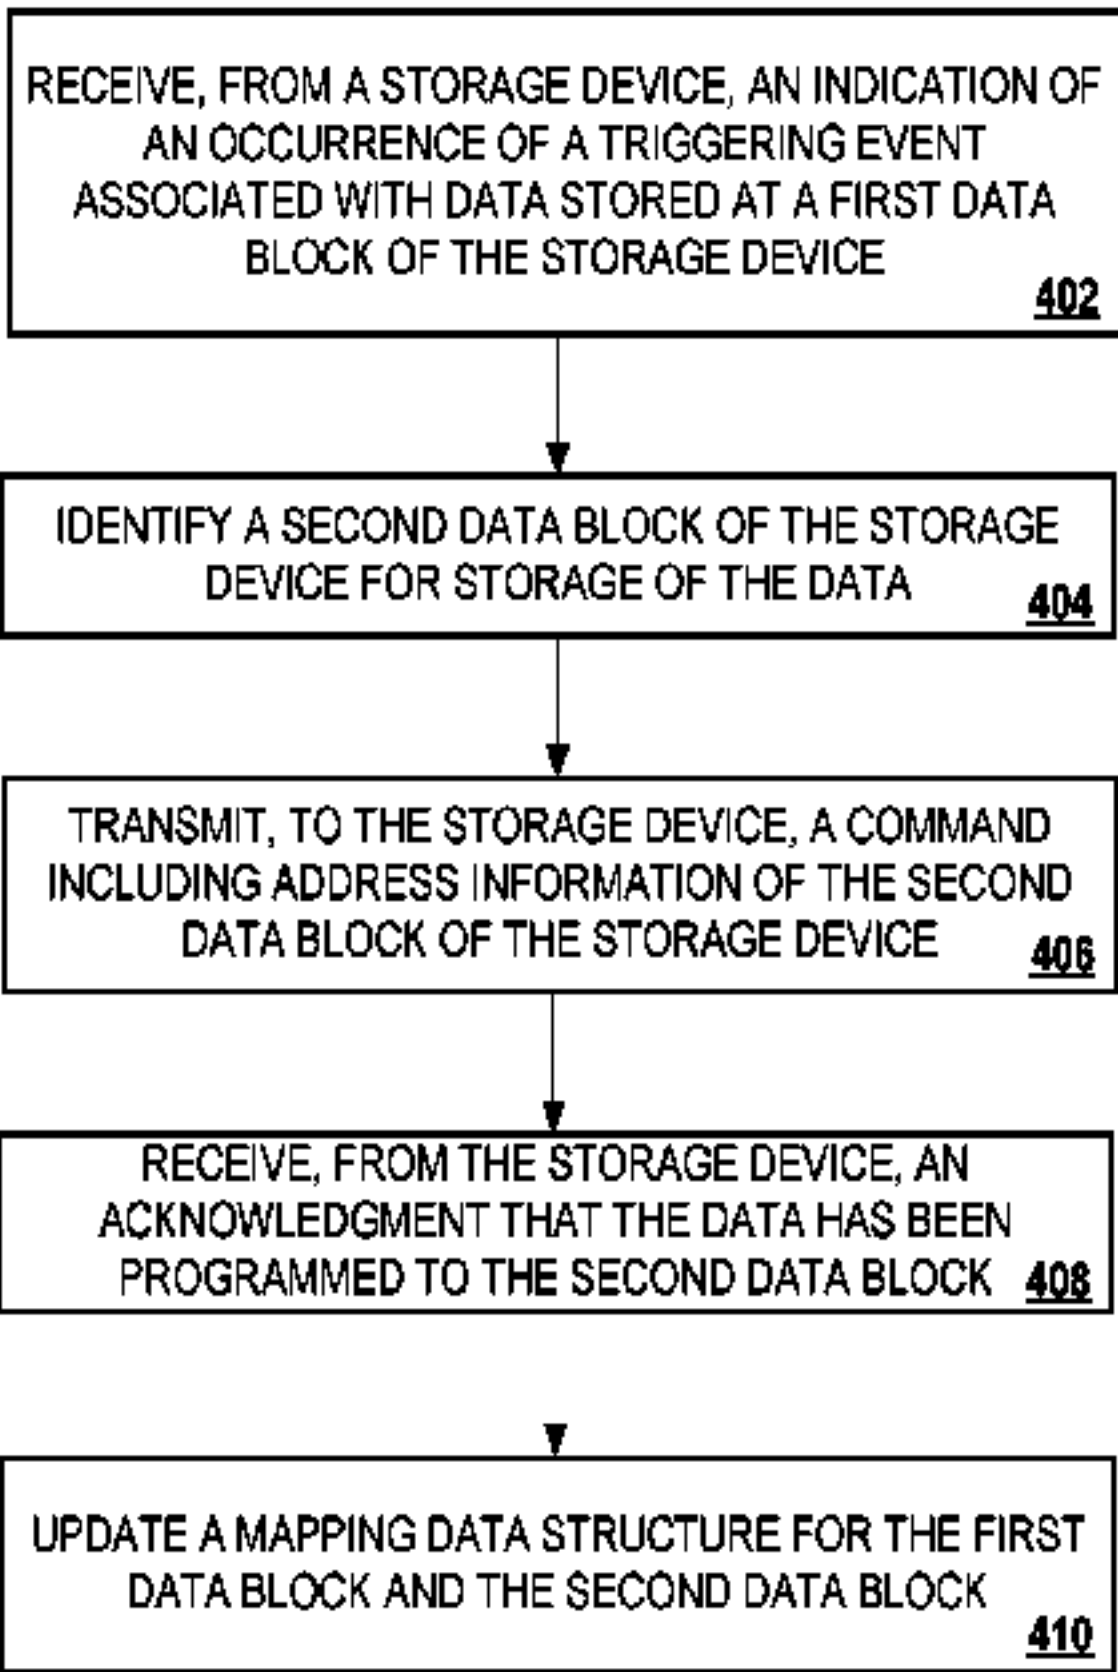 RECEIVE, FROM A STORAGE DEVICE, AN INDICATION OF
AN OCCURRENCE OF A TRIGGERING EVENT
ASSOCIATED WITH DATA STORED AT A FIRST DATA
BLOCK OF THE STORAGE DEVICE
402
IDENTIFY A SECOND DATA BLOCK OF THE STORAGE
DEVICE FOR STORAGE OF THE DATA
404
TRANSMIT, TO THE STORAGE DEVICE, A COMMAND
INCLUDING ADDRESS INFORMATION OF THE SECOND
DATA BLOCK OF THE STORAGE DEVICE
406
RECEIVE, FROM THE STORAGE DEVICE, AN
ACKNOWLEDGMENT THAT THE DATA HAS BEEN
PROGRAMMED TO THE SECOND DATA BLOCK
408
UPDATE A MAPPING DATA STRUCTURE FOR THE FIRST
DATA BLOCK AND THE SECOND DATA BLOCK
410